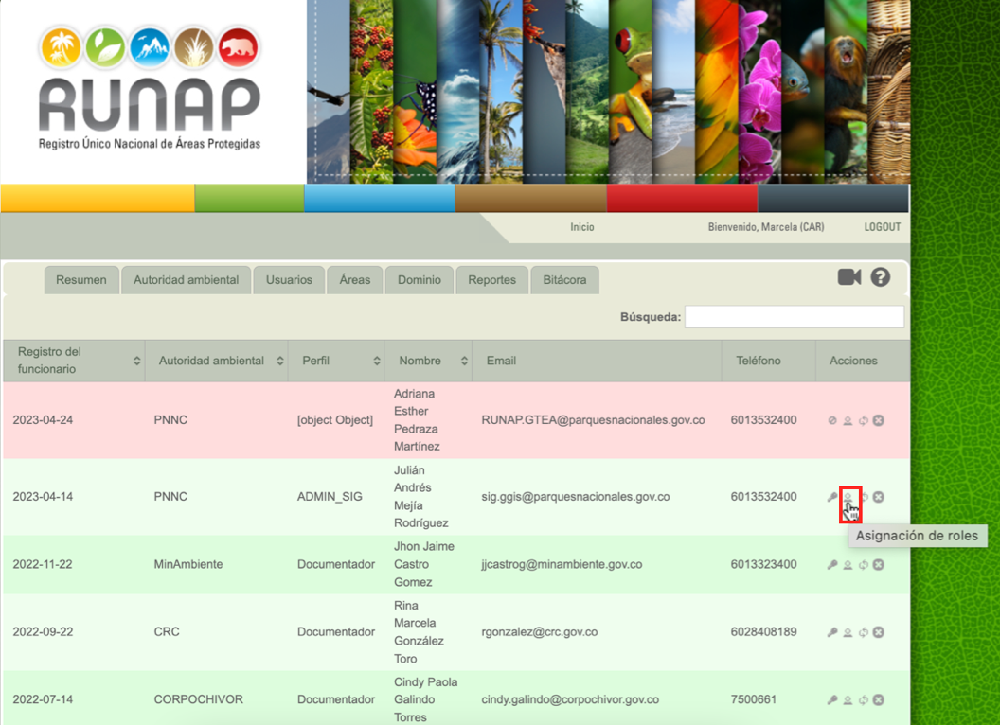 RUNAP
Registro Único Nacional de Áreas Protegidas
Inicio
Bienvenido, Marcela (CAR)
LOGOUT
Resumen
Autoridad ambiental
Usuarios
Áreas
Dominio
Reportes
Bitácora
Búsqueda:
Registro del
funcionario
Autoridad ambiental
Perfil
Nombre
Email
Teléfono
Acciones
2023-04-24
PNNC
[object Object]
Adriana
Esther
Pedraza
Martínez
RUNAP.GTEA@parquesnacionales.gov.co
6013532400
2023-04-14
PNNC
ADMIN_SIG
Julián
Andrés
Mejía
Rodríguez
sig.ggis@parquesnacionales.gov.co
6013532400
Asignación de roles
2022-11-22
MinAmbiente
Documentador
Jhon Jaime
Castro
Gomez
jjcastrog@minambiente.gov.co
6013323400
2022-09-22
CRC
Documentador
Rina
Marcela
González
Toro
rgonzalez@crc.gov.co
6028408189
2022-07-14
CORPOCHIVOR
Documentador
Cindy Paola
Galindo
Torres
cindy.galindo@corpochivor.gov.co
7500661